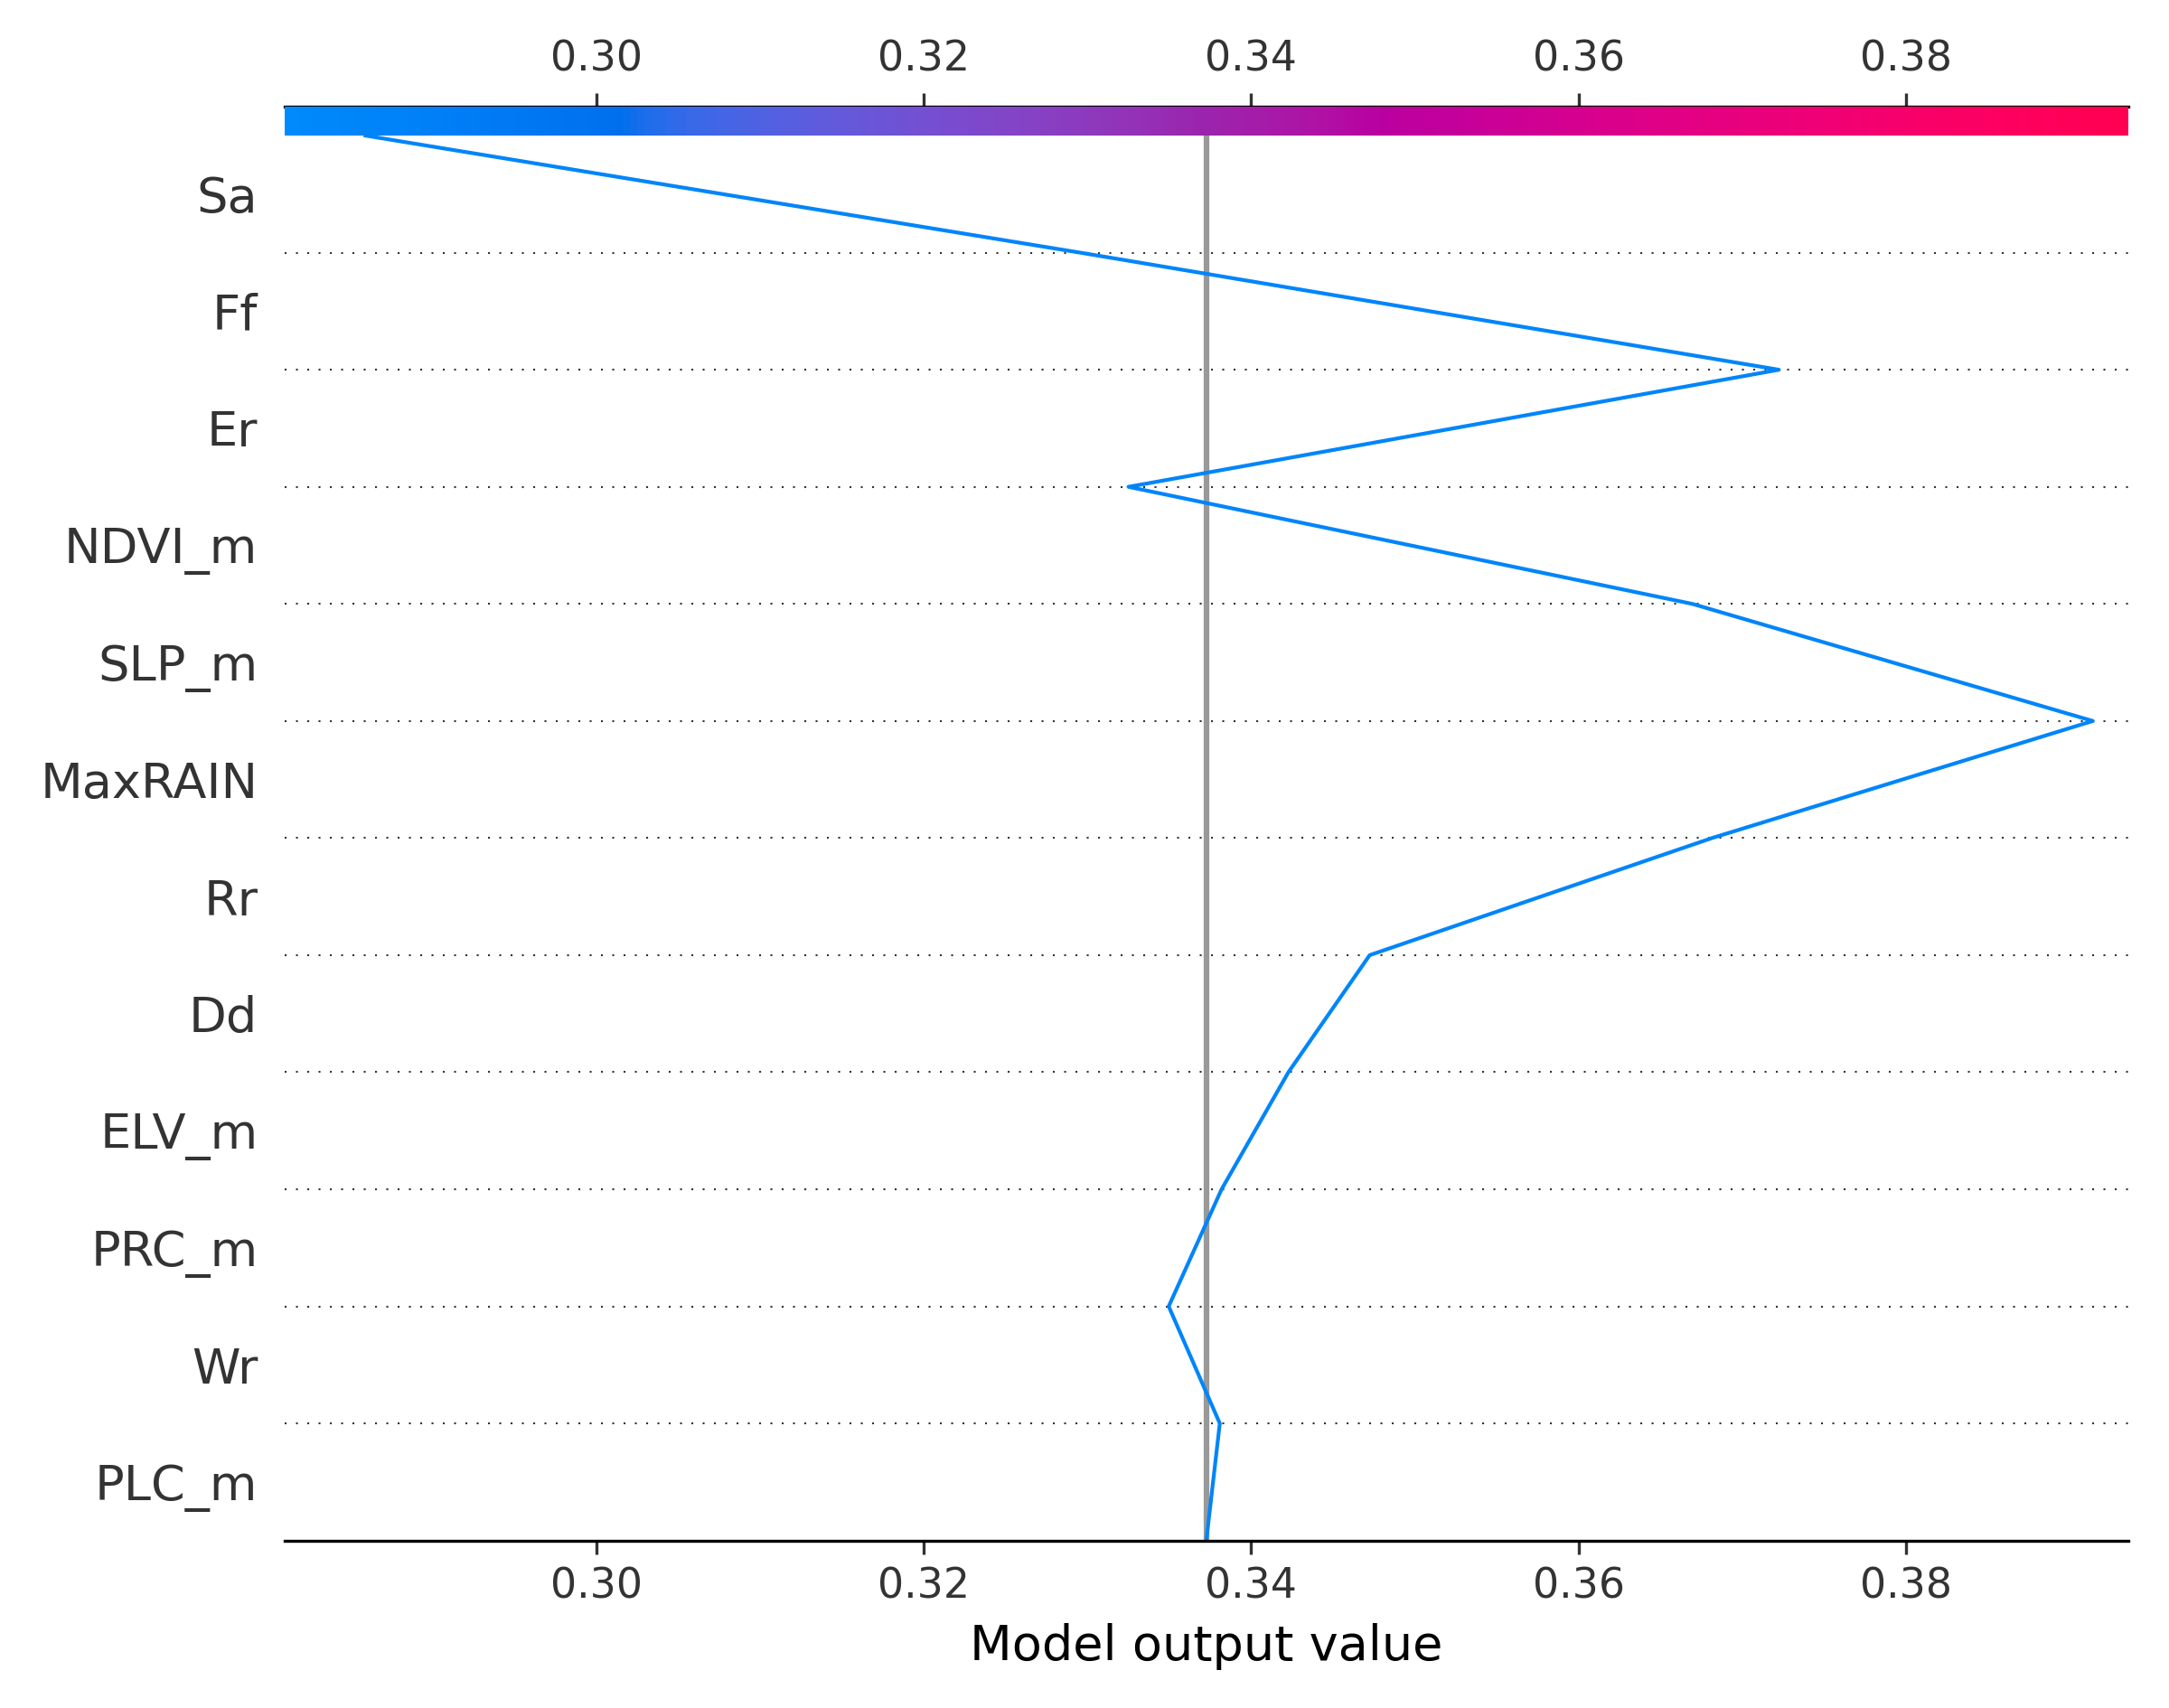 0.30 0.32 0.34 0.36 0.38
Sa
Ff
Er
NDVI_m
SLP_m
MaxRAIN
Rr
Dd
ELV_m
PRC_m
Wr
PLC_m
0.30 0.32 0.34 0.36 0.38
Model output value